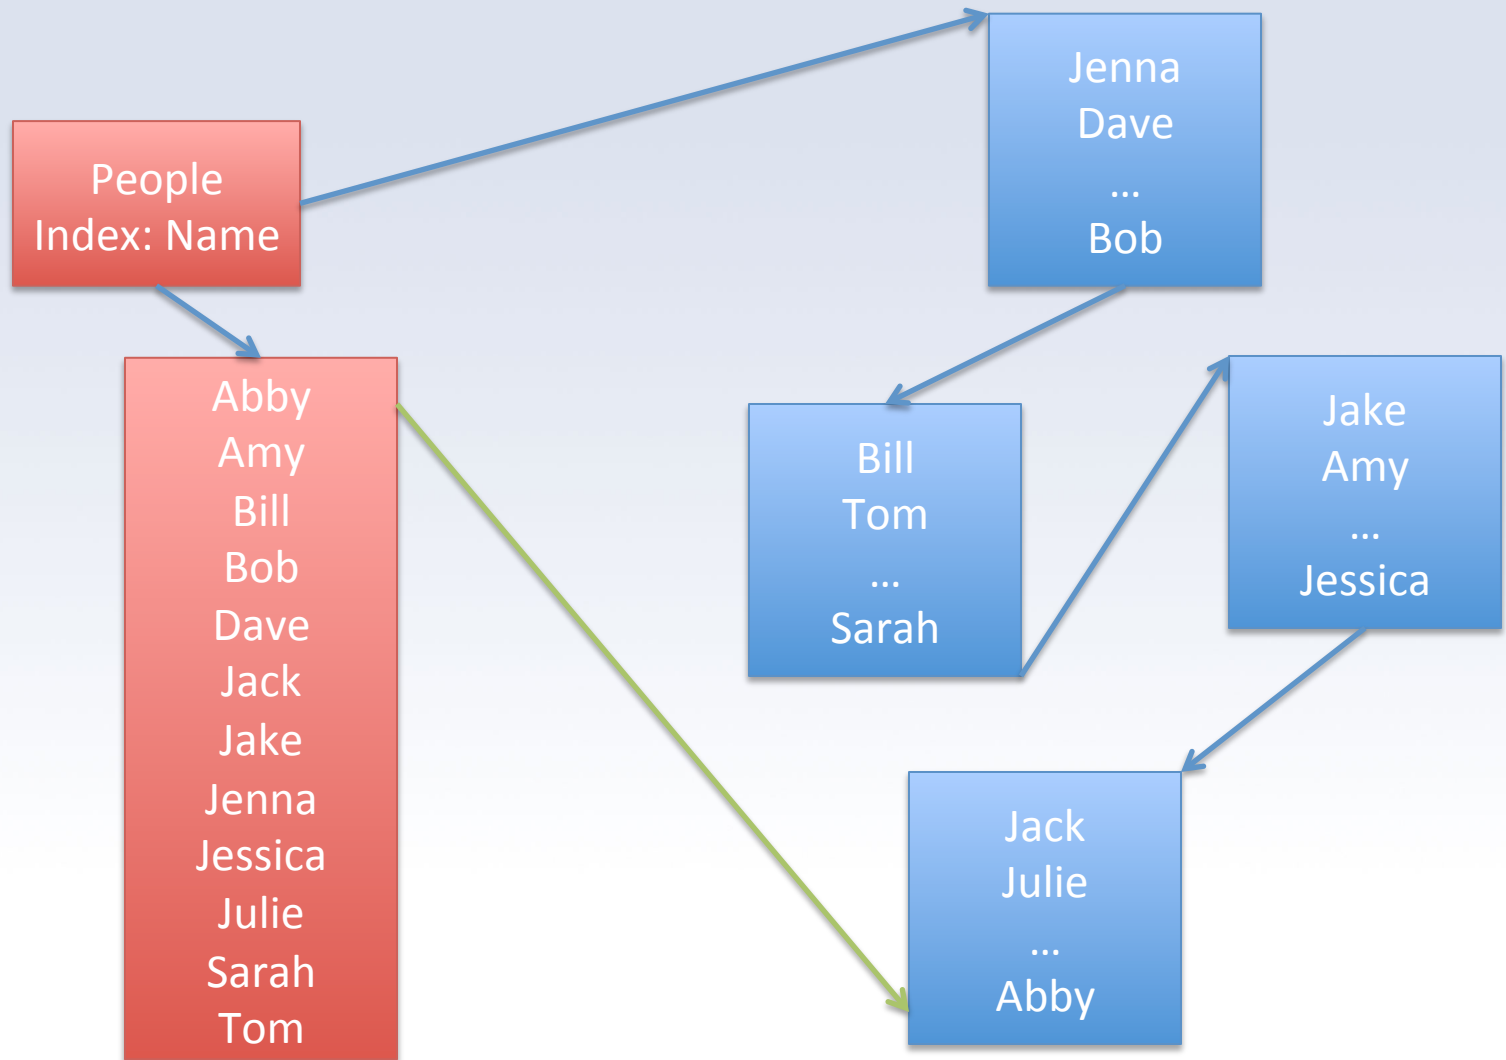 People
Index: Name
Abby
Amy
Bill
Bob
Dave
Jack
Jake
Jenna
Jessica
Julie
Sarah
Tom
Jenna
Dave
...
Bob
Bill
Tom
...
Sarah
Jake
Amy
...
Jessica
Jack
Julie
...
Abby